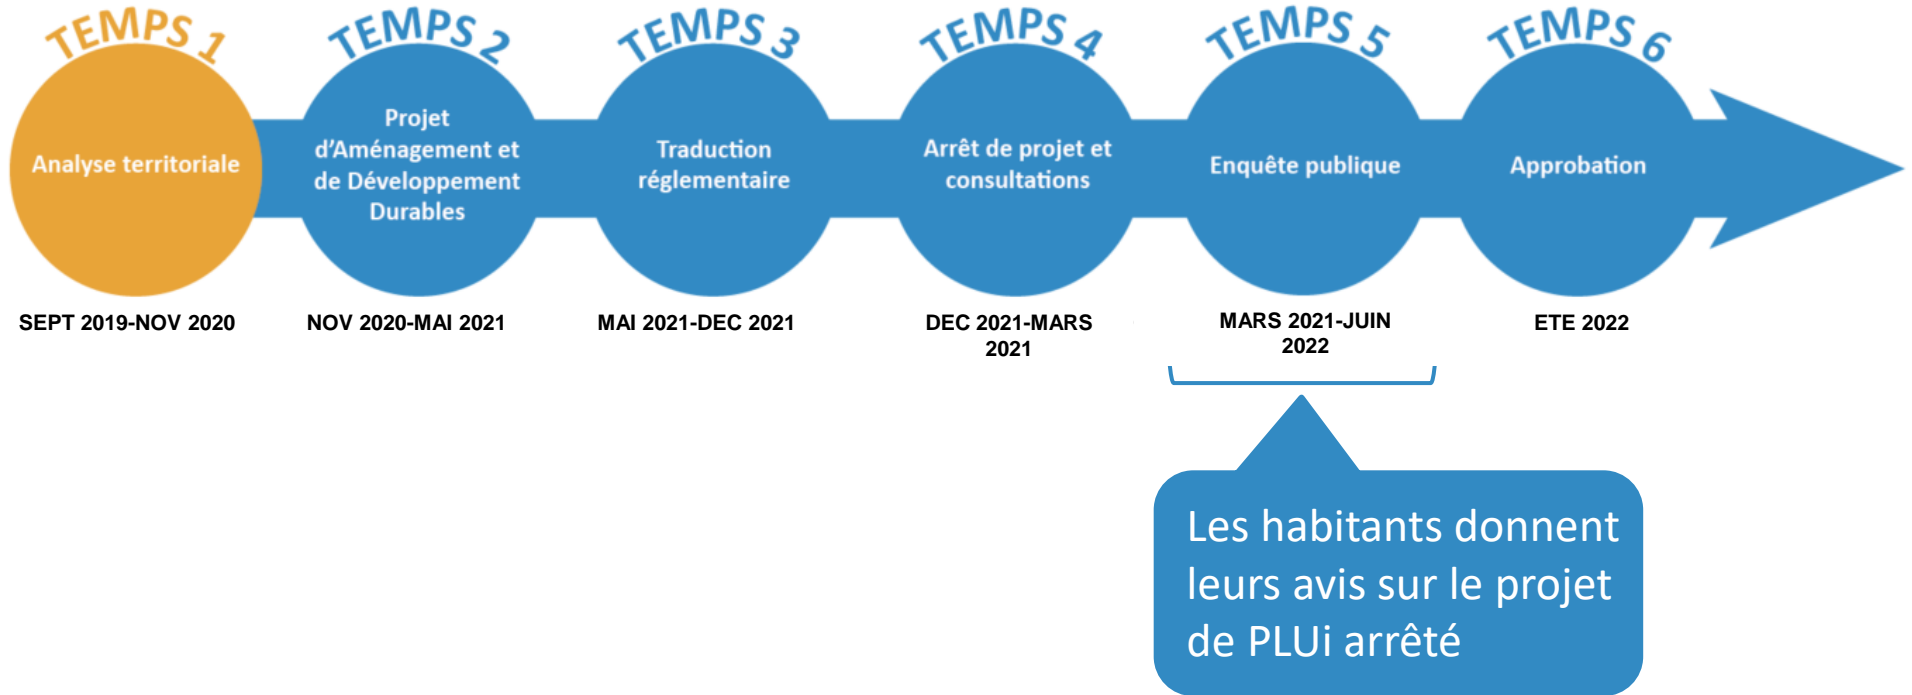 TEMPS 1
TEMPS 2
TEMPS 3
TEMPS 4
TEMPS 5
TEMPS 6
Analyse territoriale
Projet
d'Aménagement et
de Développement
Durables
Traduction
réglementaire
Arrêt de projet et
consultations
Enquête publique
Approbation
SEPT 2019-NOV 2020
NOV 2020-MAI 2021
MAI 2021-DEC 2021
DEC 2021-MARS
2021
MARS 2021-JUIN
2022
ETE 2022
Les habitants donnent
leurs avis sur le projet
de PLUi arrêté